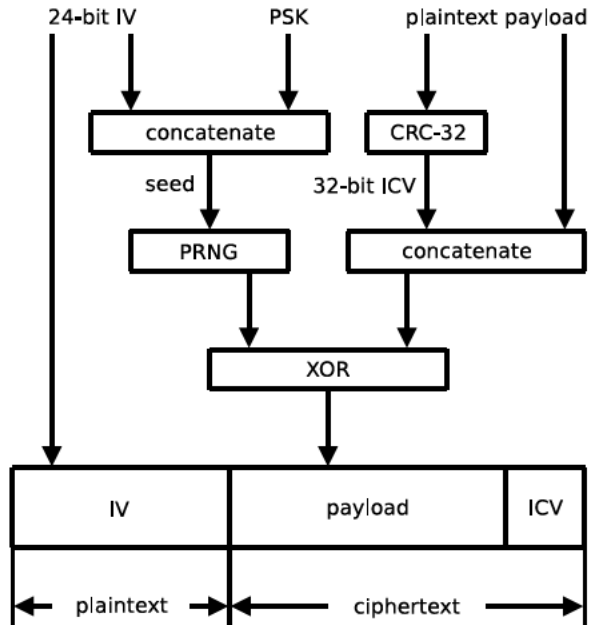 24-bit IV PSK plaintext payload
concatenate CRC-32
seed 32-bit ICV
PRNG concatenate
XOR
IV payload ICV
plaintext ciphertext